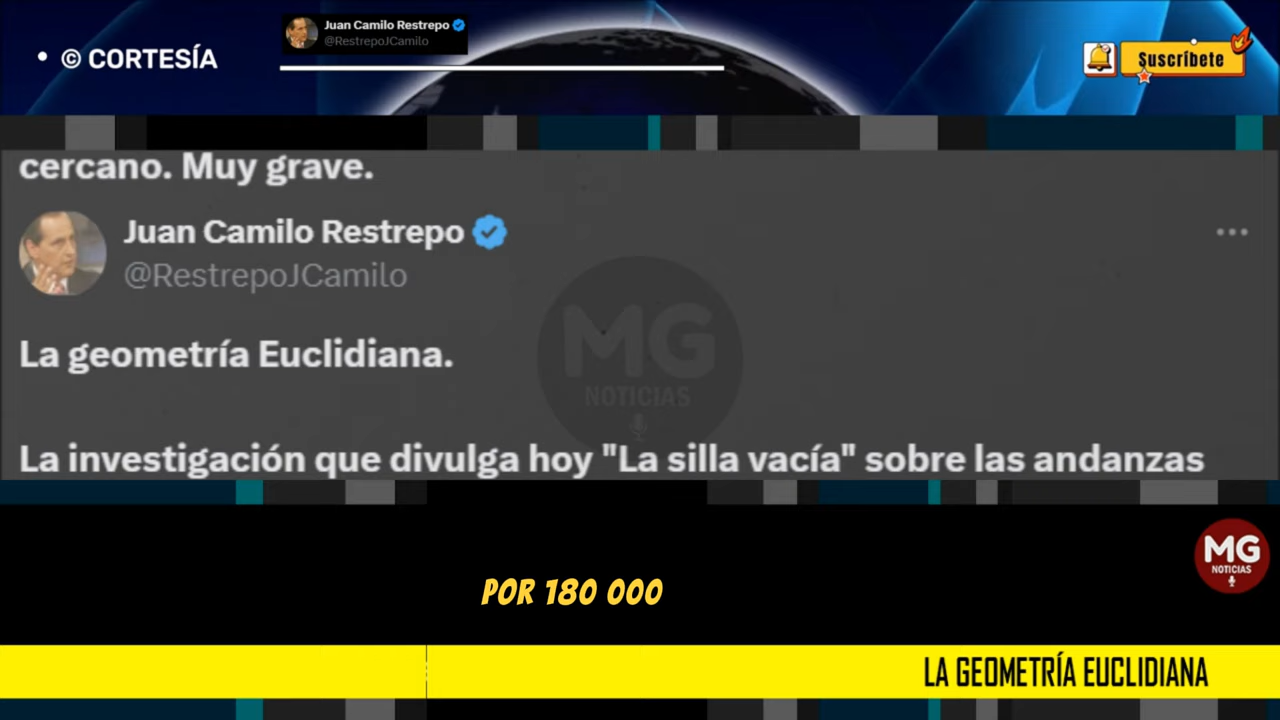 • © CORTESÍA
Juan Camilo Restrepo
@RestrepoJCamilo
Suscríbete
cercano. Muy grave.
Juan Camilo Restrepo
@RestrepoJCamilo
La geometría Euclidiana.
MG
NOTICIAS
La investigación que divulga hoy "La silla vacía" sobre las andanzas
MG
NOTICIAS
POR 180 000
LA GEOMETRÍA EUCLIDIANA